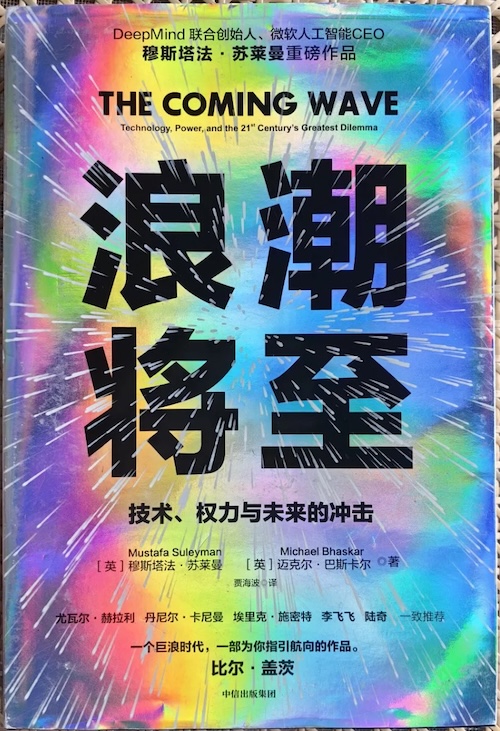 DeepMind 联合创始人、微软人工智能CEO
穆斯塔法·苏莱曼重磅作品
THE COMING WAVE
Technology, Power, and the 21st Century's Greatest Dilemma
浪潮
将至
技术、权力与未来的冲击
Mustafa Suleyman Michael Bhaskar
[英] 穆斯塔法·苏莱曼 [英] 迈克尔·巴斯卡尔 ◎著
贾海波◎译
尤瓦尔·赫拉利 丹尼尔·卡尼曼 埃里克·施密特 李飞飞 陆奇 一致推荐
一个巨浪时代，一部为你指引航向的作品。
比尔·盖茨
中信出版集团